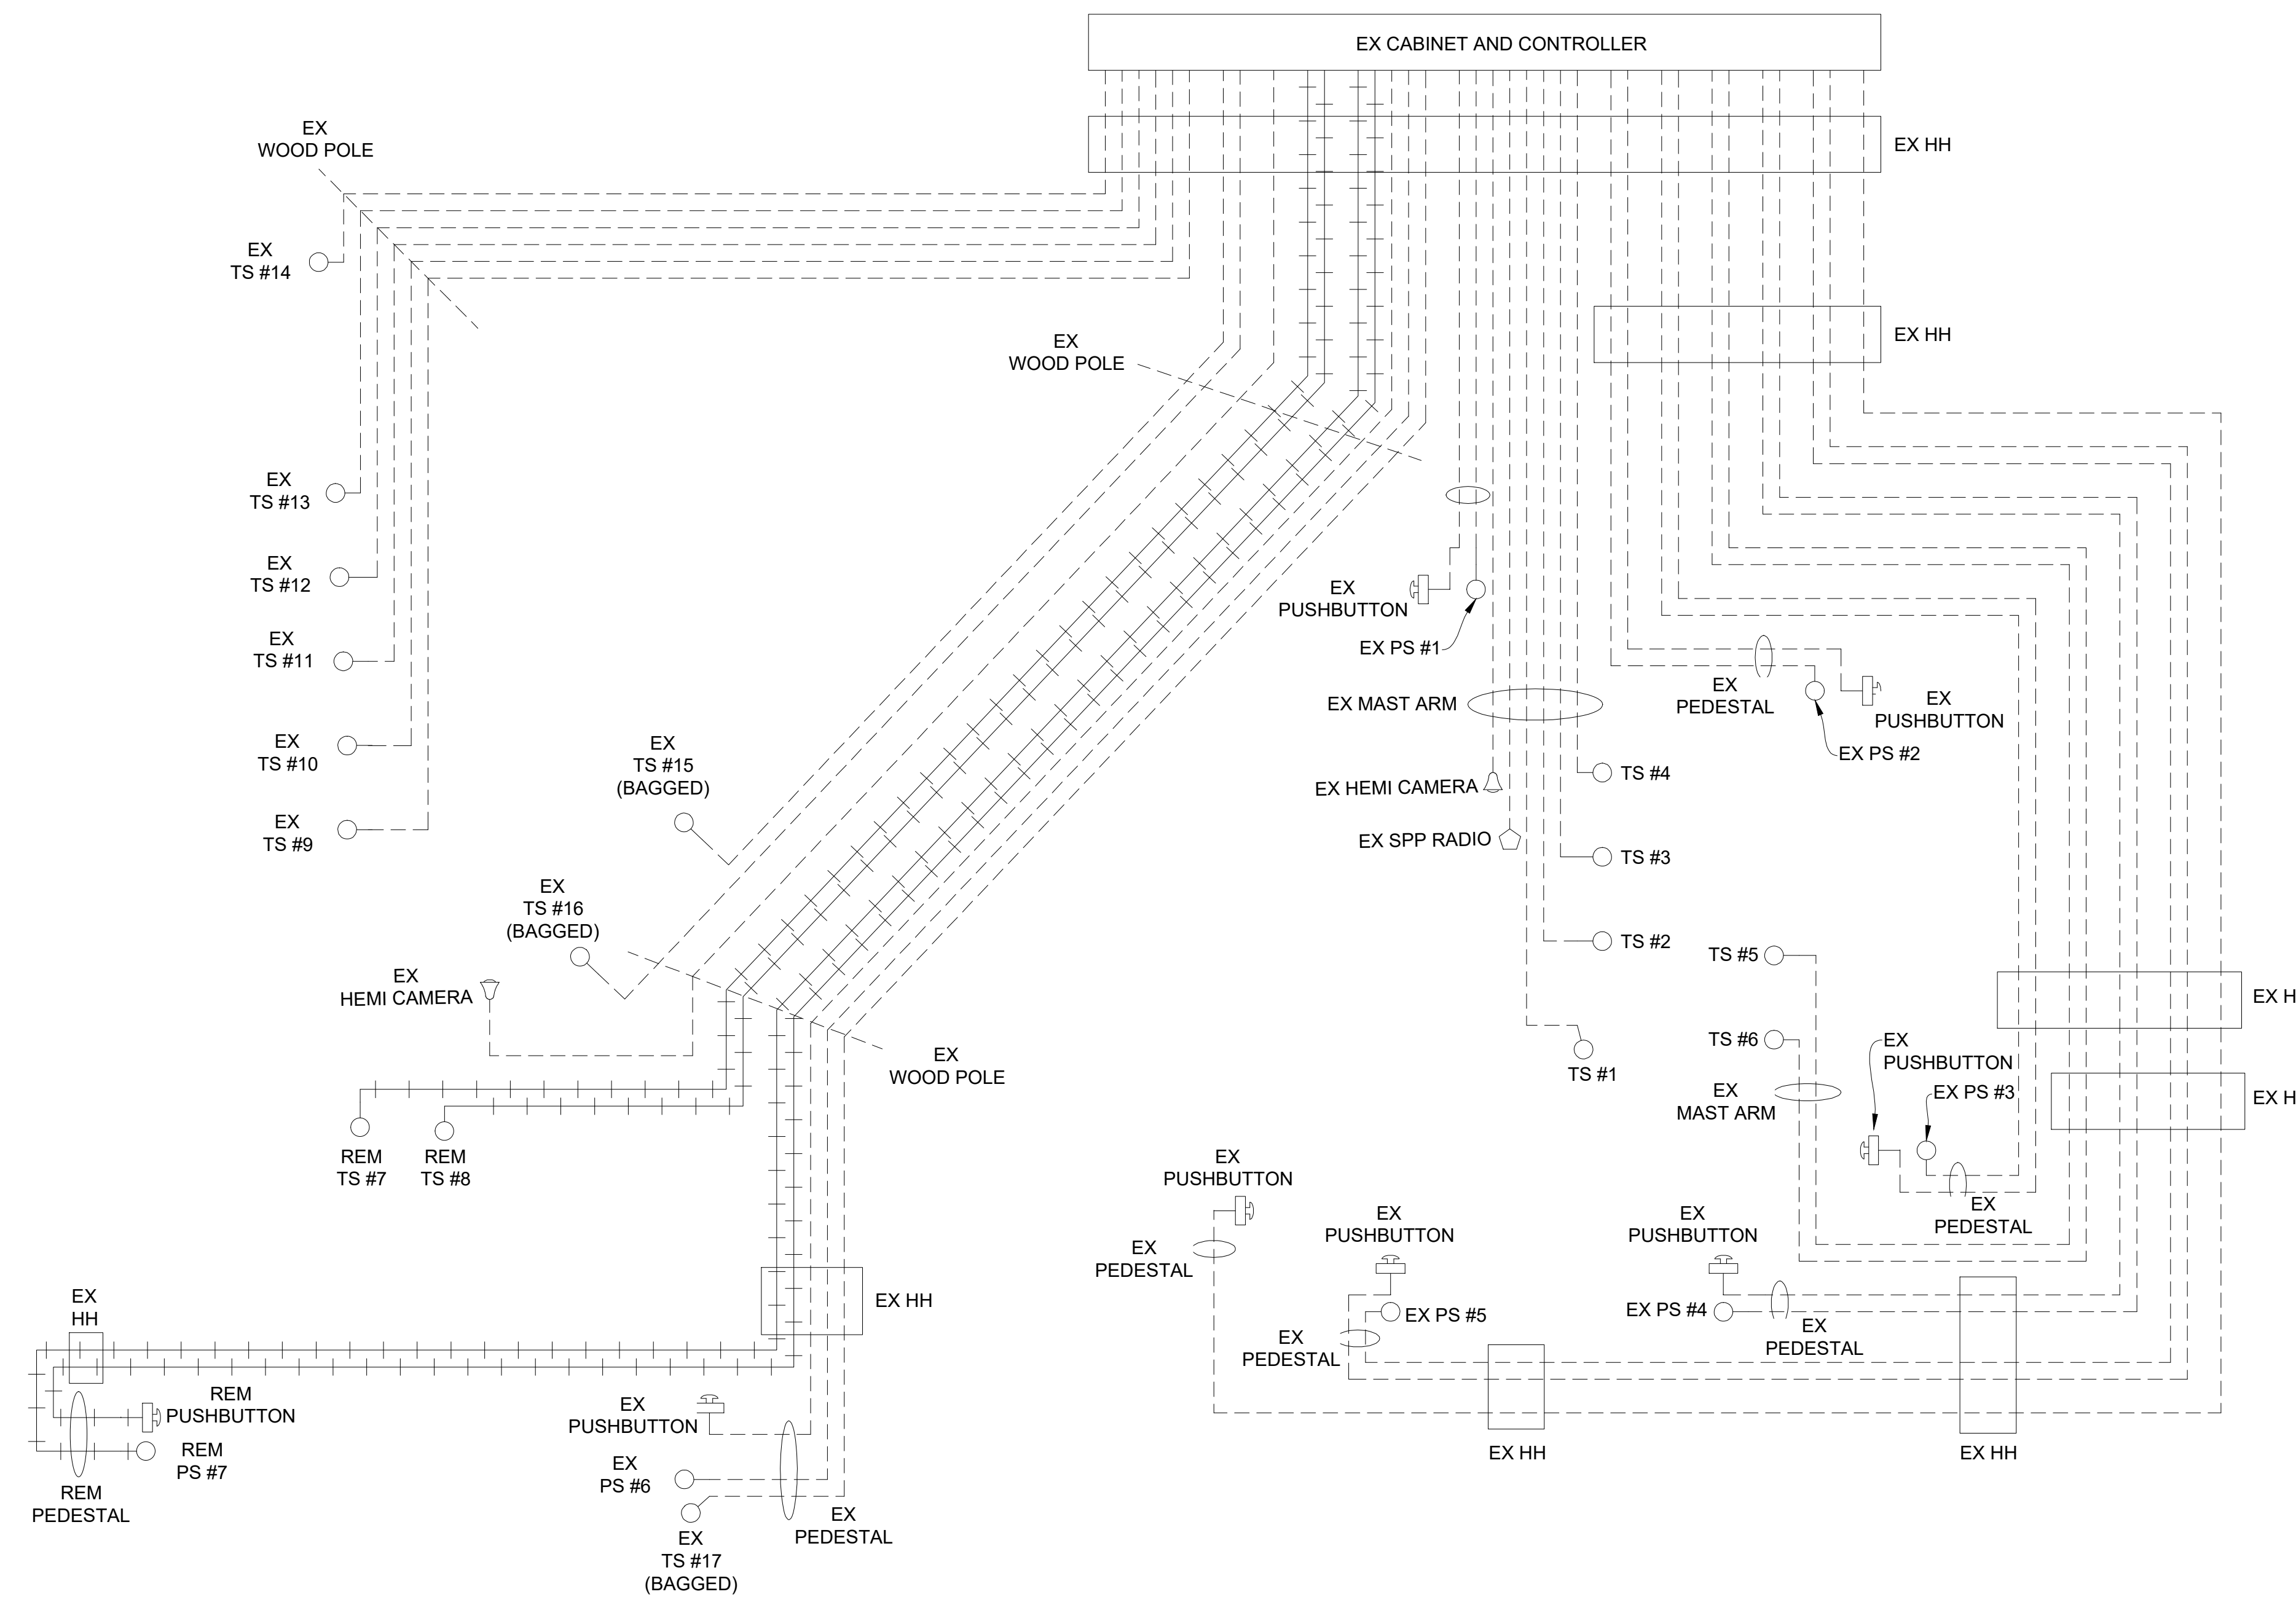 EX CABINET AND CONTROLLER
EX
WOOD POLE
EX HH
EX
TS #14
EX HH
EX
WOOD POLE
EX
TS #13
EX
TS #12
EX
PUSHBUTTON
EX PS #1
EX
TS #11
EX
PEDESTAL
EX
PUSHBUTTON
EX MAST ARM
EX PS #2
EX
TS #10
EX
TS #15
(BAGGED)
TS #4
EX HEMI CAMERA
EX
TS #9
EX SPP RADIO
TS #3
EX
TS #16
(BAGGED)
TS #2
TS #5
EX
HEMI CAMERA
EX H
EX
WOOD POLE
TS #6
EX
PUSHBUTTON
TS #1
EX
MAST ARM
EX PS #3
EX H
REM
TS #7
REM
TS #8
EX
PUSHBUTTON
EX
PEDESTAL
EX
PEDESTAL
EX
PUSHBUTTON
EX
PUSHBUTTON
EX
HH
EX HH
EX PS #5
EX PS #4
EX
PEDESTAL
EX
PEDESTAL
REM
PUSHBUTTON
EX
PUSHBUTTON
REM
PS #7
EX HH
EX HH
EX
PS #6
REM
PEDESTAL
EX
PEDESTAL
EX
TS #17
(BAGGED)